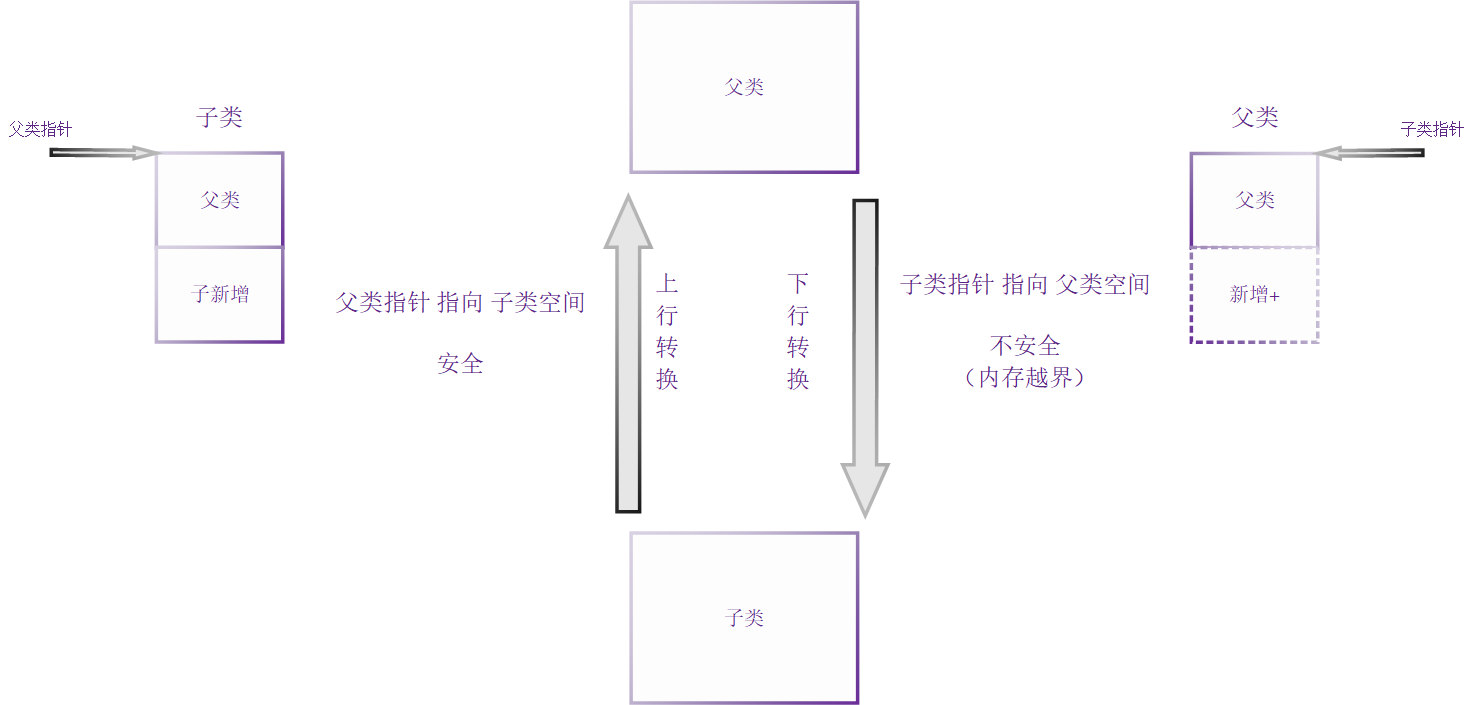 父类
子类
父类指针
父类
子新增
父类指针 指向 子类空间
安全
上行转换
下行转换
子类指针 指向 父类空间
不安全
（内存越界）
父类
子类指针
父类
新增+
子类